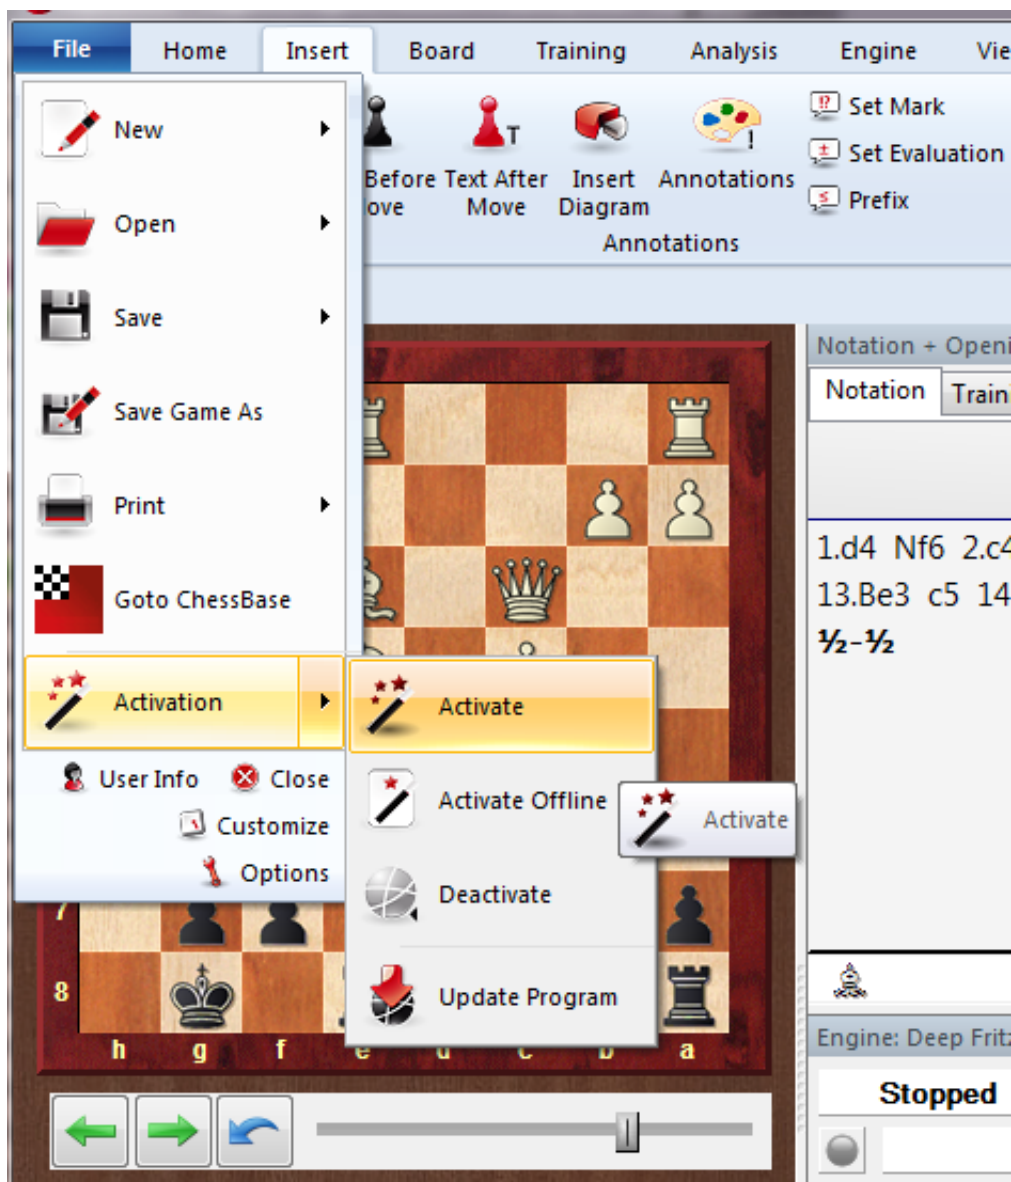 File Home Insert Board Training Analysis Engine Vie
New
Open
Save
Save Game As
Print
Goto ChessBase
Activation
User Info Close
Customize
Options
Before Text After Insert Annotations
ove Move Diagram
Annotations
Set Mark
Set Evaluation
Prefix
Activate
Activate Offline
Activate
Deactivate
Update Program
7
8
h g f e d c b a
Notation + Openi
Notation Traini
1.d4 Nf6 2.c4
13.Be3 c5 14
½-½
Engine: Deep Fritz
Stopped